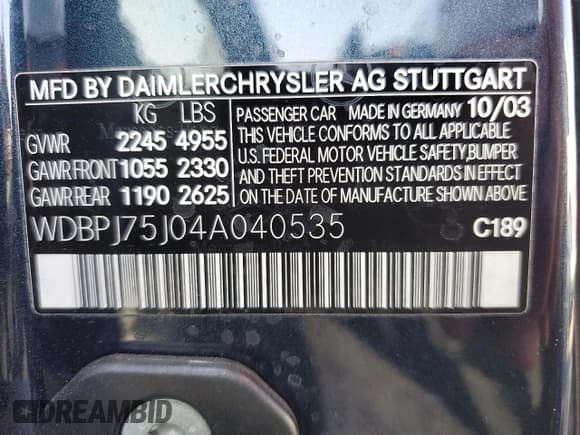 MFD BY DAIMLERCHRYSLER AG STUTTGART
KG LBS
GVWR 2245 4955
GAWR FRONT 1055 2330
GAWR REAR 1190 2625
PASSENGER CAR MADE IN GERMANY 10/03
THIS VEHICLE CONFORMS TO ALL APPLICABLE
U.S. FEDERAL MOTOR VEHICLE SAFETY,BUMPER
AND THEFT PREVENTION STANDARDS IN EFFECT
ON THE DATE OF MANUFACTURE SHOWN ABOVE.
WDBPJ75J04A040535
C189
DREAMBID